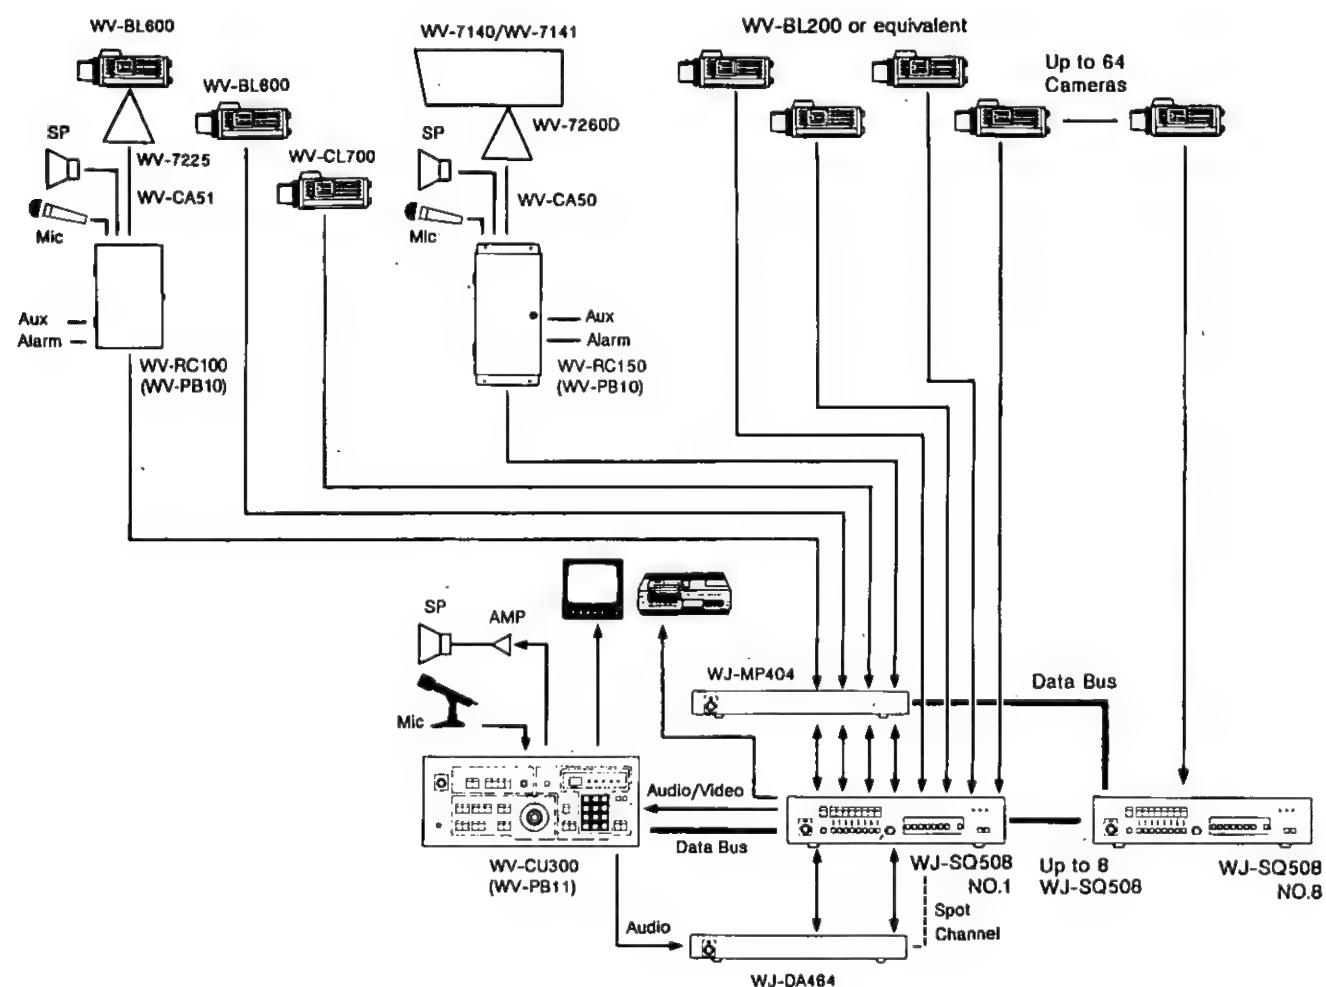 WV-BL600
WV-7140/WV-7141
WV-BL200 or equivalent
Up to 64
Cameras
WV-BL600
SP
WV-7225
WV-CL700
SP
WV-7260D
WV-CA51
WV-CA50
Mic
Mic
Aux
Alarm
Aux
Alarm
WV-RC100
(WV-PB10)
WV-RC150
(WV-PB10)
SP
AMP
WJ-MP404
Data Bus
Mic
Audio/Video
Data Bus
WV-CU300
(WV-PB11)
WJ-SQ508
NO.1
Up to 8
WJ-SQ508
WJ-SQ508
NO.8
Spot
Channel
Audio
WJ-DA464